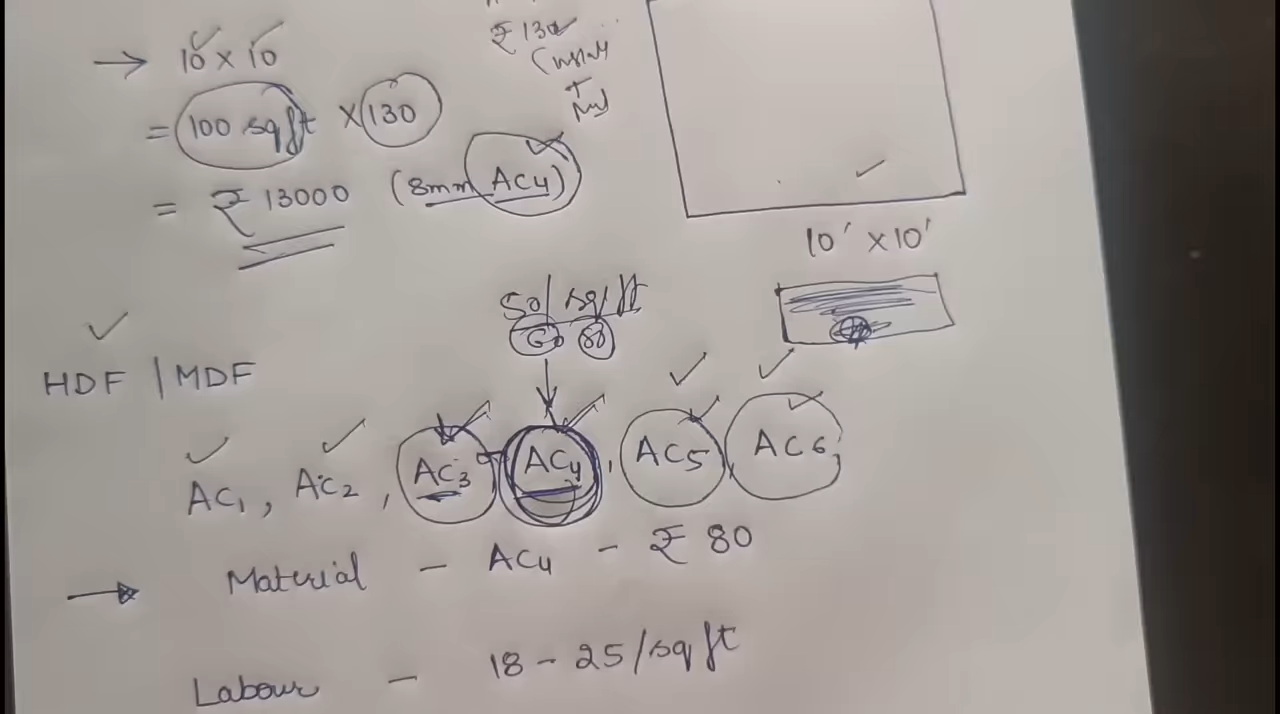 → 10 x 10
= 100 sqft x 130
= ₹ 13000 (8mm AC4)
₹ 130
+
10' x 10'
50/sqft
60 80
HDF | MDF
AC1, AC2, AC3, AC4, AC5, AC6,
→ Material - AC4 - ₹ 80
Labour - 18 - 25/sqft